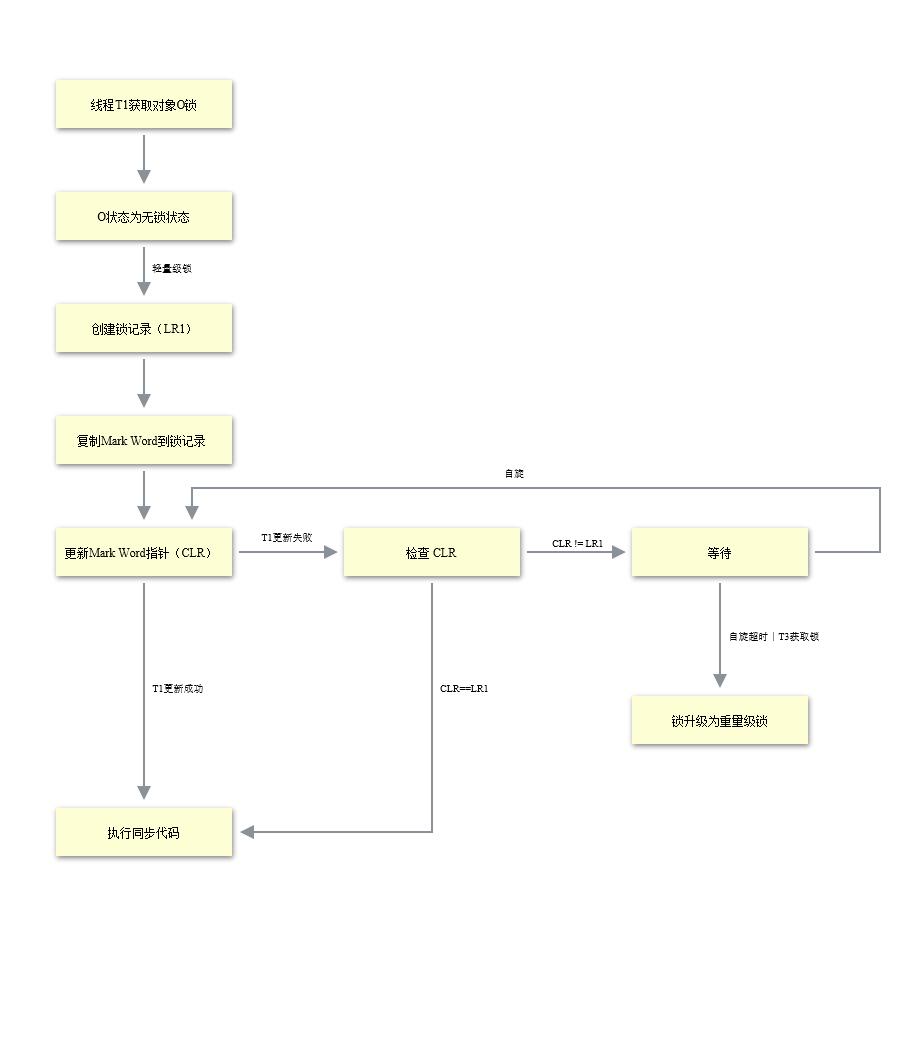 线程T1获取对象O锁
O状态为无锁状态
轻量级锁
创建锁记录（LR1）
复制Mark Word到锁记录
自旋
更新Mark Word指针（CLR）
T1更新失败
检查 CLR
CLR != LR1
等待
自旋超时 | T3获取锁
T1更新成功
CLR==LR1
锁升级为重量级锁
执行同步代码